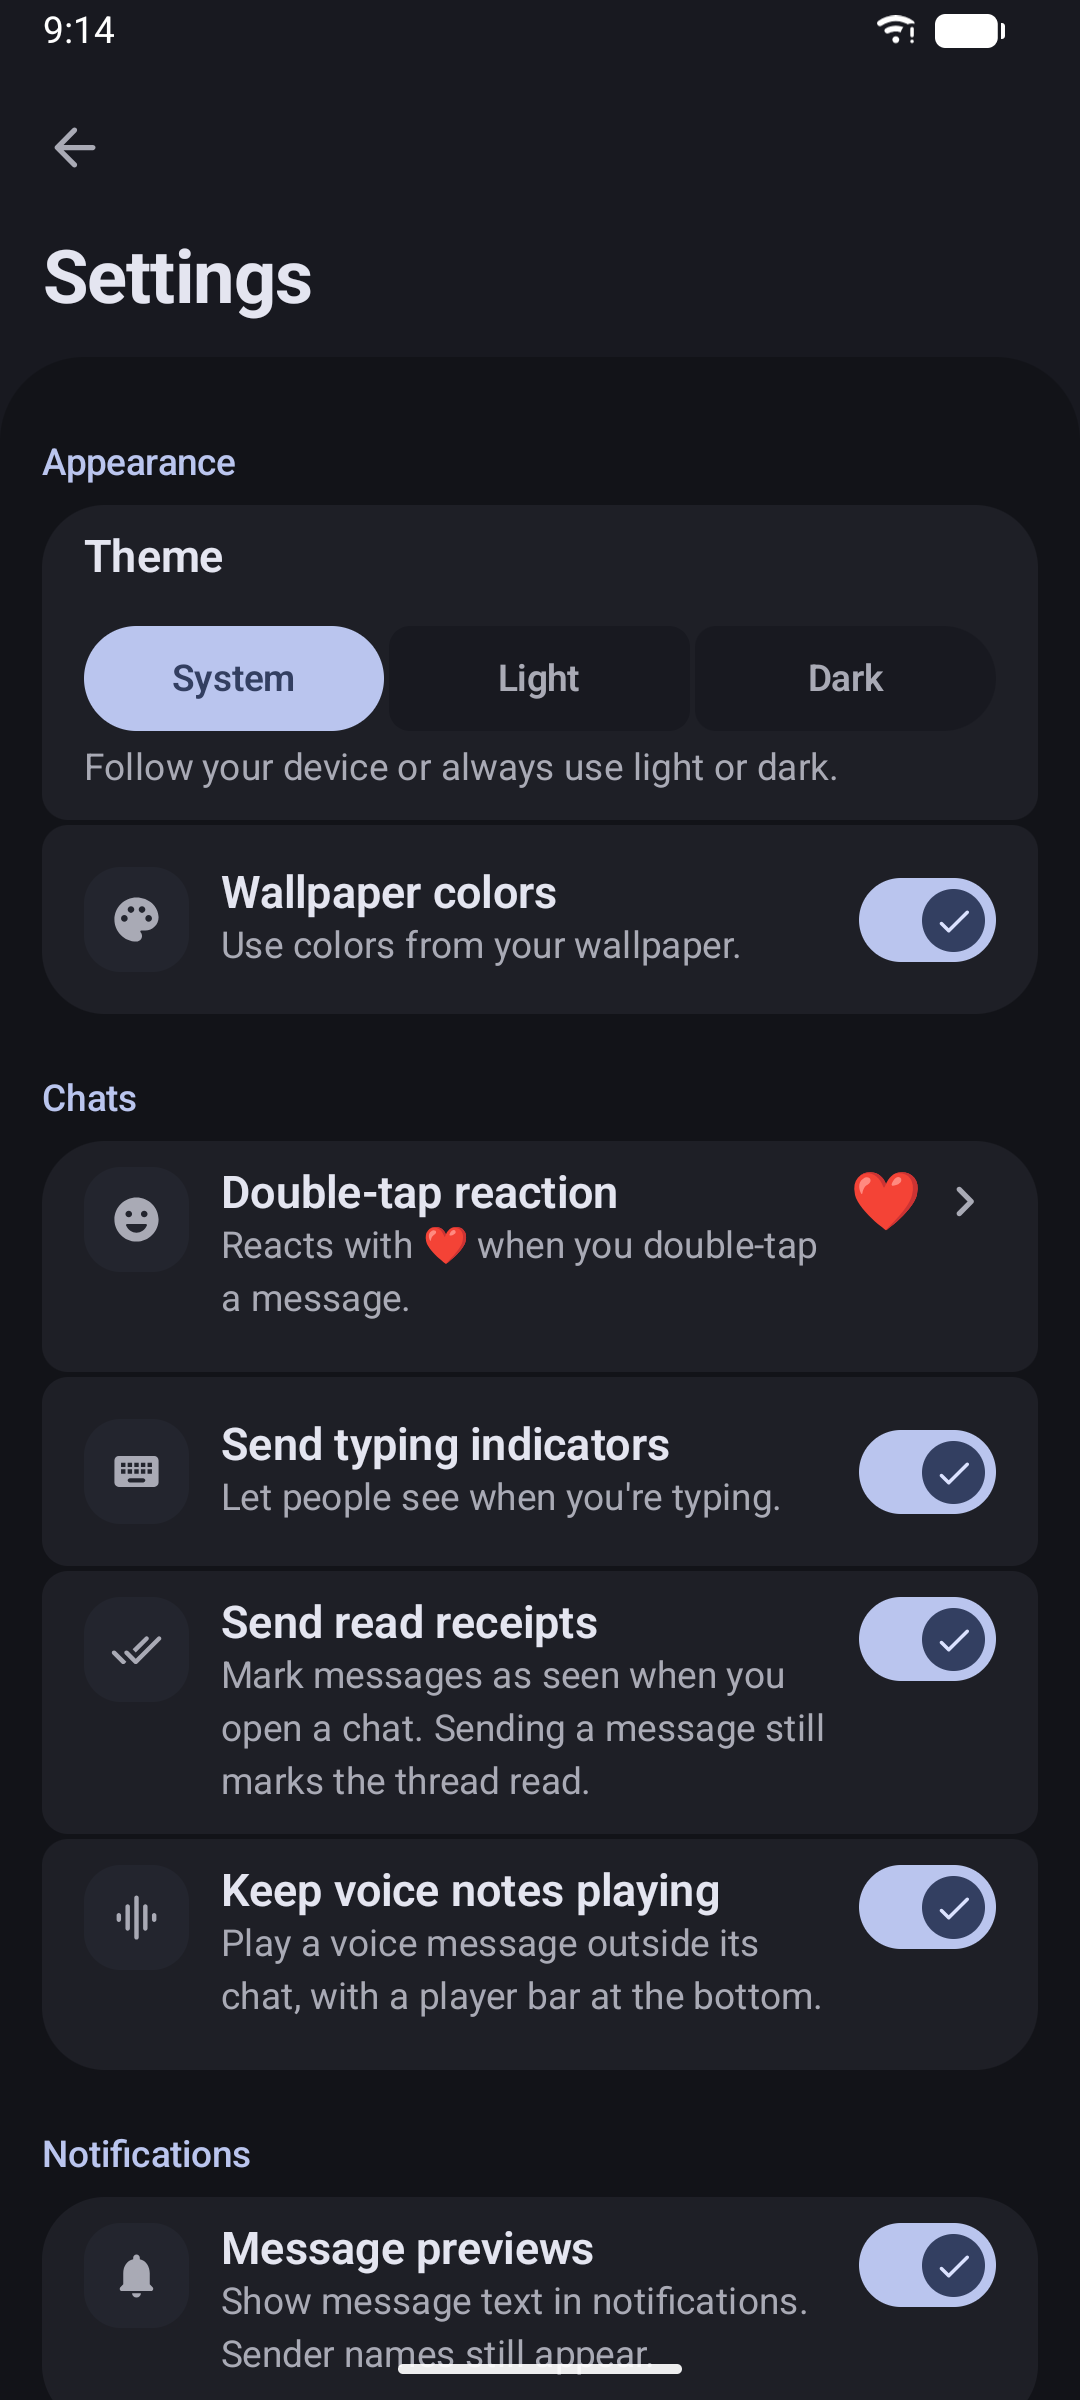 9:14
Settings
Appearance
Theme
System
Light
Dark
Follow your device or always use light or dark.
Wallpaper colors
Use colors from your wallpaper.
Chats
Double-tap reaction
Reacts with ❤️ when you double-tap
a message.
Send typing indicators
Let people see when you're typing.
Send read receipts
Mark messages as seen when you
open a chat. Sending a message still
marks the thread read.
Keep voice notes playing
Play a voice message outside its
chat, with a player bar at the bottom.
Notifications
Message previews
Show message text in notifications.
Sender names still appear.